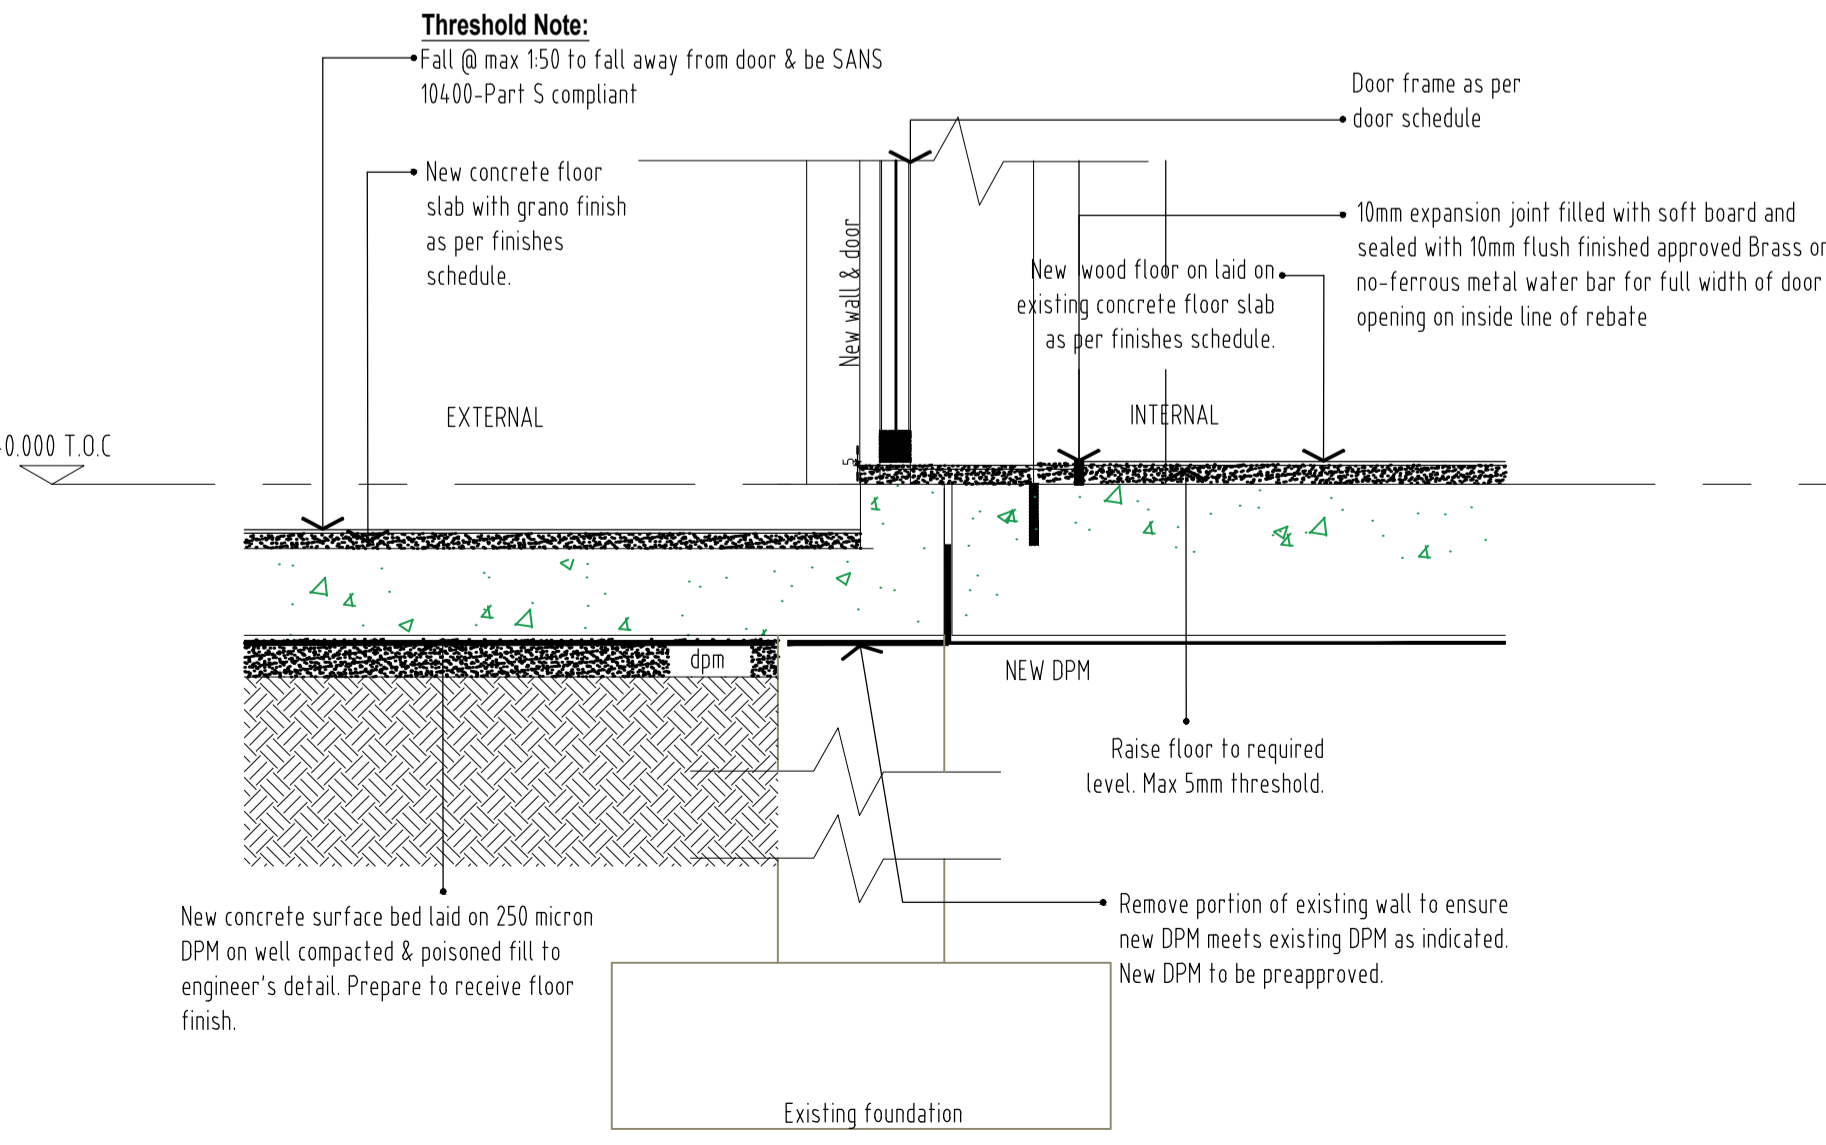 Threshold Note:
Fall @ max 1:50 to fall away from door & be SANS
10400-Part S compliant
Door frame as per
door schedule
New concrete floor
slab with grano finish
as per finishes
schedule.
10mm expansion joint filled with soft board and
sealed with 10mm flush finished approved Brass or
no-ferrous metal water bar for full width of door
opening on inside line of rebate
New wall & door
New wood floor on laid on
existing concrete floor slab
as per finishes schedule.
EXTERNAL
INTERNAL
0.000 T.O.C
5
dpm
NEW DPM
Raise floor to required
level. Max 5mm threshold.
New concrete surface bed laid on 250 micron
DPM on well compacted & poisoned fill to
engineer's detail. Prepare to receive floor
finish.
Remove portion of existing wall to ensure
new DPM meets existing DPM as indicated.
New DPM to be preapproved.
Existing foundation